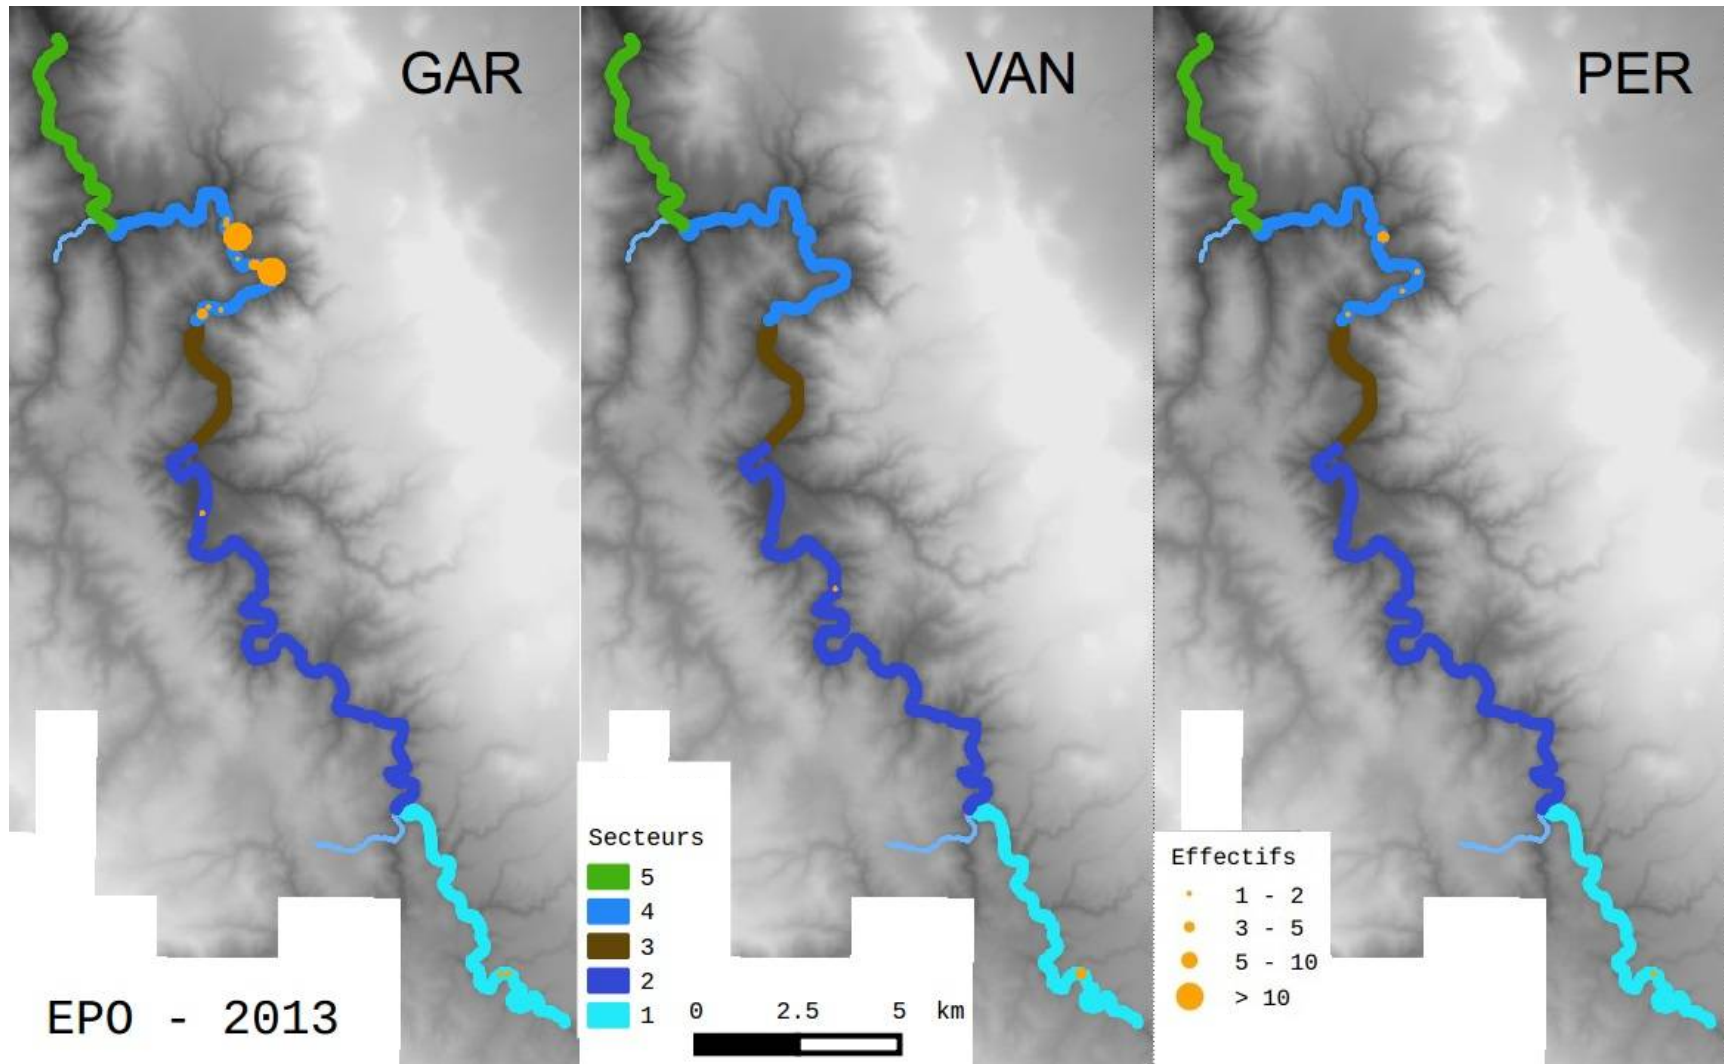 GAR
VAN
PER
Secteurs
5
4
3
2
1
0 2.5 5 km
Effectifs
1 - 2
3 - 5
5 - 10
> 10
EPO - 2013